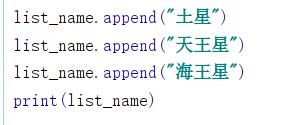 list_name.append("土星")
list_name.append("天王星")
list_name.append("海王星")
print(list_name)